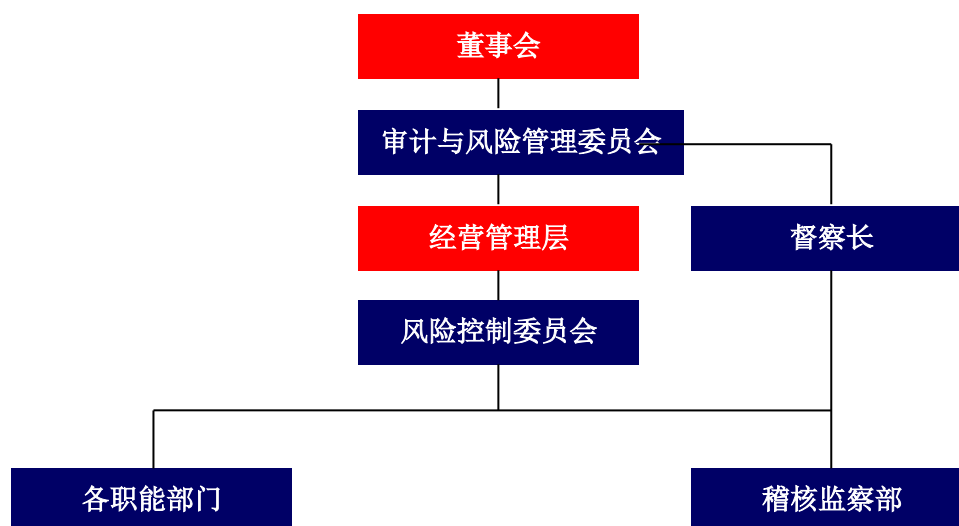 董事会
审计与风险管理委员会
经营管理层
督察长
风险控制委员会
各职能部门
稽核监察部